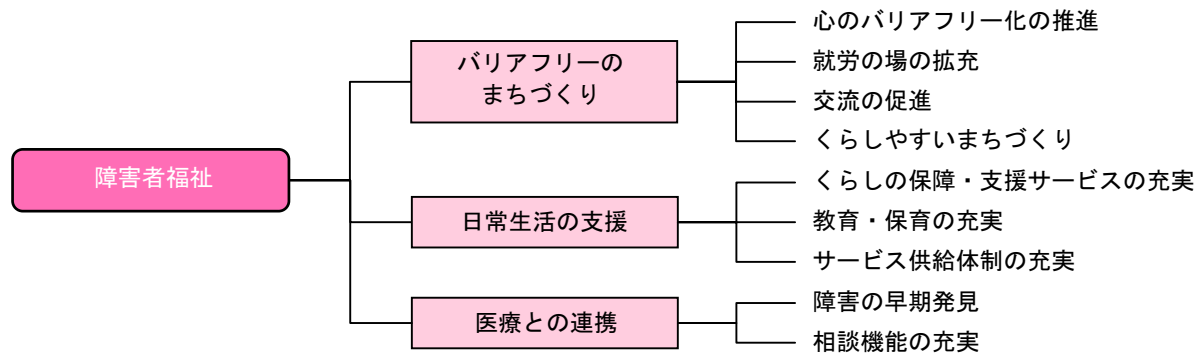 障害者福祉
バリアフリーの
まちづくり
心のバリアフリー化の推進
就労の場の拡充
交流の促進
くらしやすいまちづくり
日常生活の支援
くらしの保障・支援サービスの充実
教育・保育の充実
サービス供給体制の充実
医療との連携
障害の早期発見
相談機能の充実